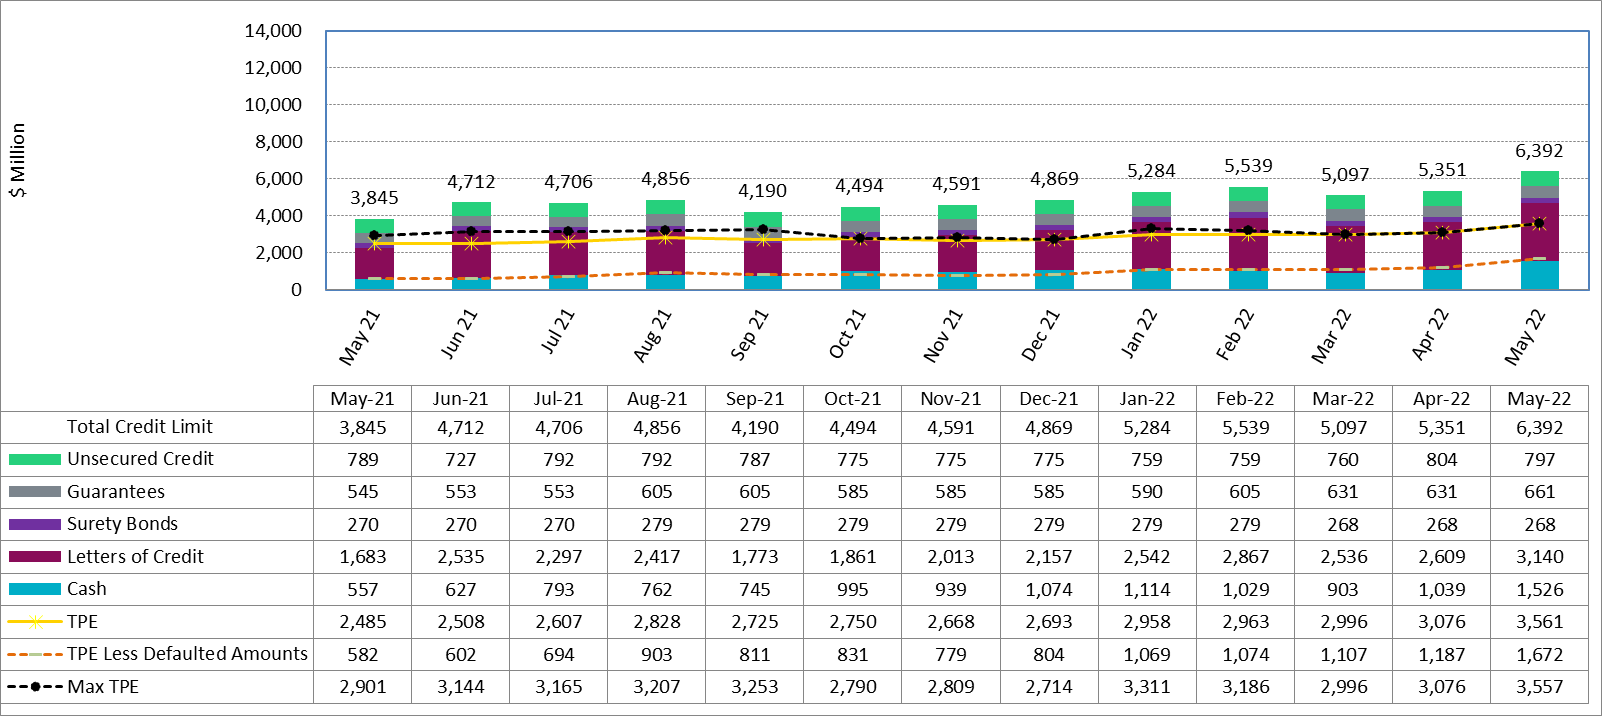 14,000
12,000
10,000
8,000
6,000
4,000
2,000
0
$ Million
3,845 4,712 4,706 4,856 4,190 4,494 4,591 4,869 5,284 5,539 5,097 5,351 6,392
May 21 Jun 21 Jul 21 Aug 21 Sep 21 Oct 21 Nov 21 Dec 21 Jan 22 Feb 22 Mar 22 Apr 22 May 22
May-21 Jun-21 Jul-21 Aug-21 Sep-21 Oct-21 Nov-21 Dec-21 Jan-22 Feb-22 Mar-22 Apr-22 May-22
Total Credit Limit 3,845 4,712 4,706 4,856 4,190 4,494 4,591 4,869 5,284 5,539 5,097 5,351 6,392
Unsecured Credit 789 727 792 792 787 775 775 775 759 759 760 804 797
Guarantees 545 553 553 605 605 585 585 585 590 605 631 631 661
Surety Bonds 270 270 270 279 279 279 279 279 279 279 268 268 268
Letters of Credit 1,683 2,535 2,297 2,417 1,773 1,861 2,013 2,157 2,542 2,867 2,536 2,609 3,140
Cash 557 627 793 762 745 995 939 1,074 1,114 1,029 903 1,039 1,526
TPE 2,485 2,508 2,607 2,828 2,725 2,750 2,668 2,693 2,958 2,963 2,996 3,076 3,561
TPE Less Defaulted Amounts 582 602 694 903 811 831 779 804 1,069 1,074 1,107 1,187 1,672
Max TPE 2,901 3,144 3,165 3,207 3,253 2,790 2,809 2,714 3,311 3,186 2,996 3,076 3,557